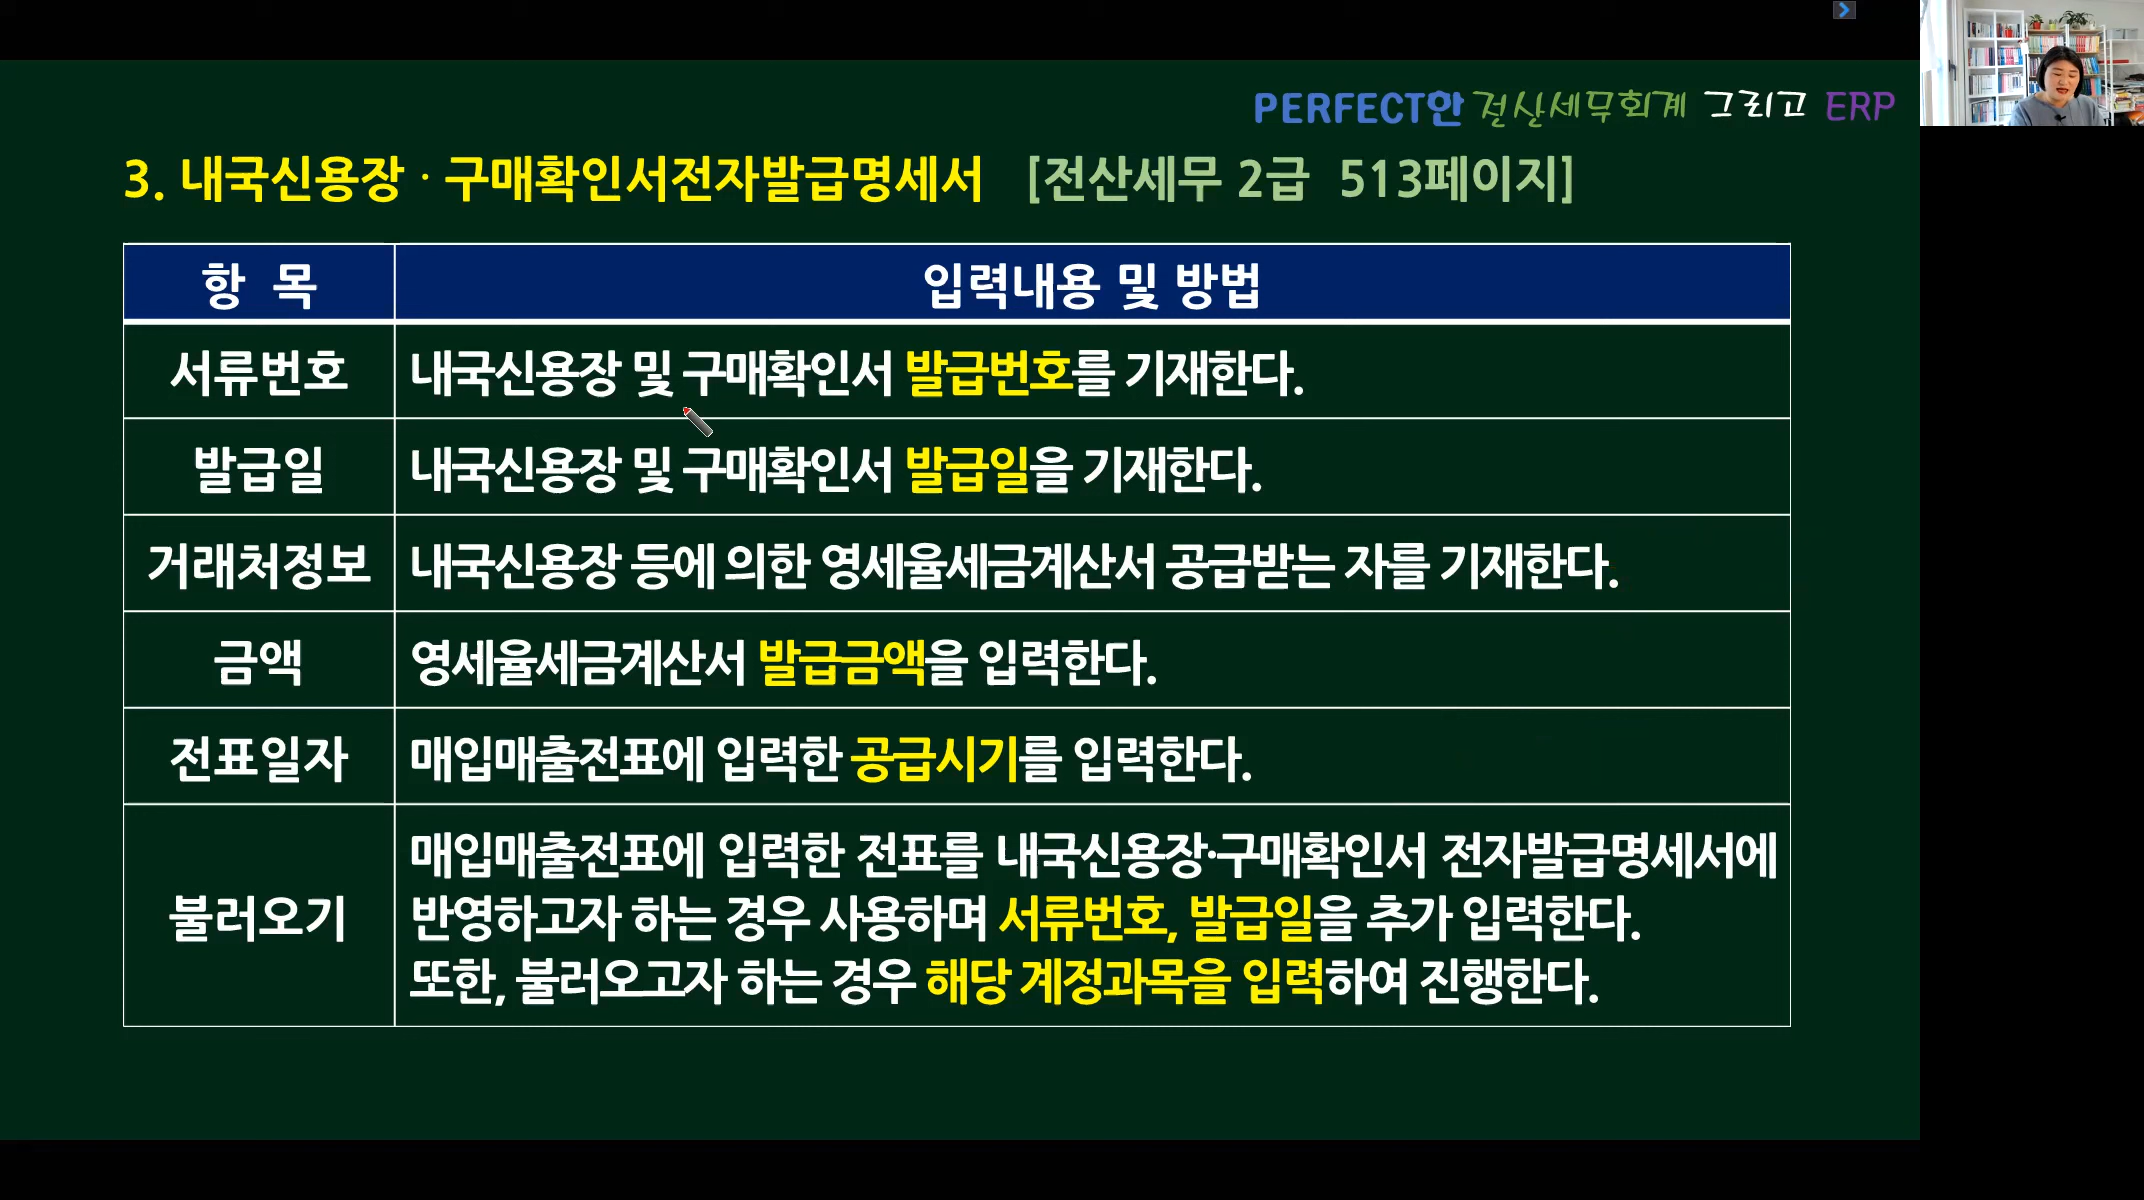 PERFECT한 전산세무회계 그리고 ERP
3. 내국신용장 · 구매확인서전자발급명세서 [전산세무 2급 513페이지]
항 목 입력내용 및 방법
서류번호 내국신용장 및 구매확인서 발급번호를 기재한다.
발급일 내국신용장 및 구매확인서 발급일을 기재한다.
거래처정보 내국신용장 등에 의한 영세율세금계산서 공급받는 자를 기재한다.
금액 영세율세금계산서 발급금액을 입력한다.
전표일자 매입매출전표에 입력한 공급시기를 입력한다.
불러오기 매입매출전표에 입력한 전표를 내국신용장·구매확인서 전자발급명세서에
반영하고자 하는 경우 사용하며 서류번호, 발급일을 추가 입력한다.
또한, 불러오고자 하는 경우 해당 계정과목을 입력하여 진행한다.